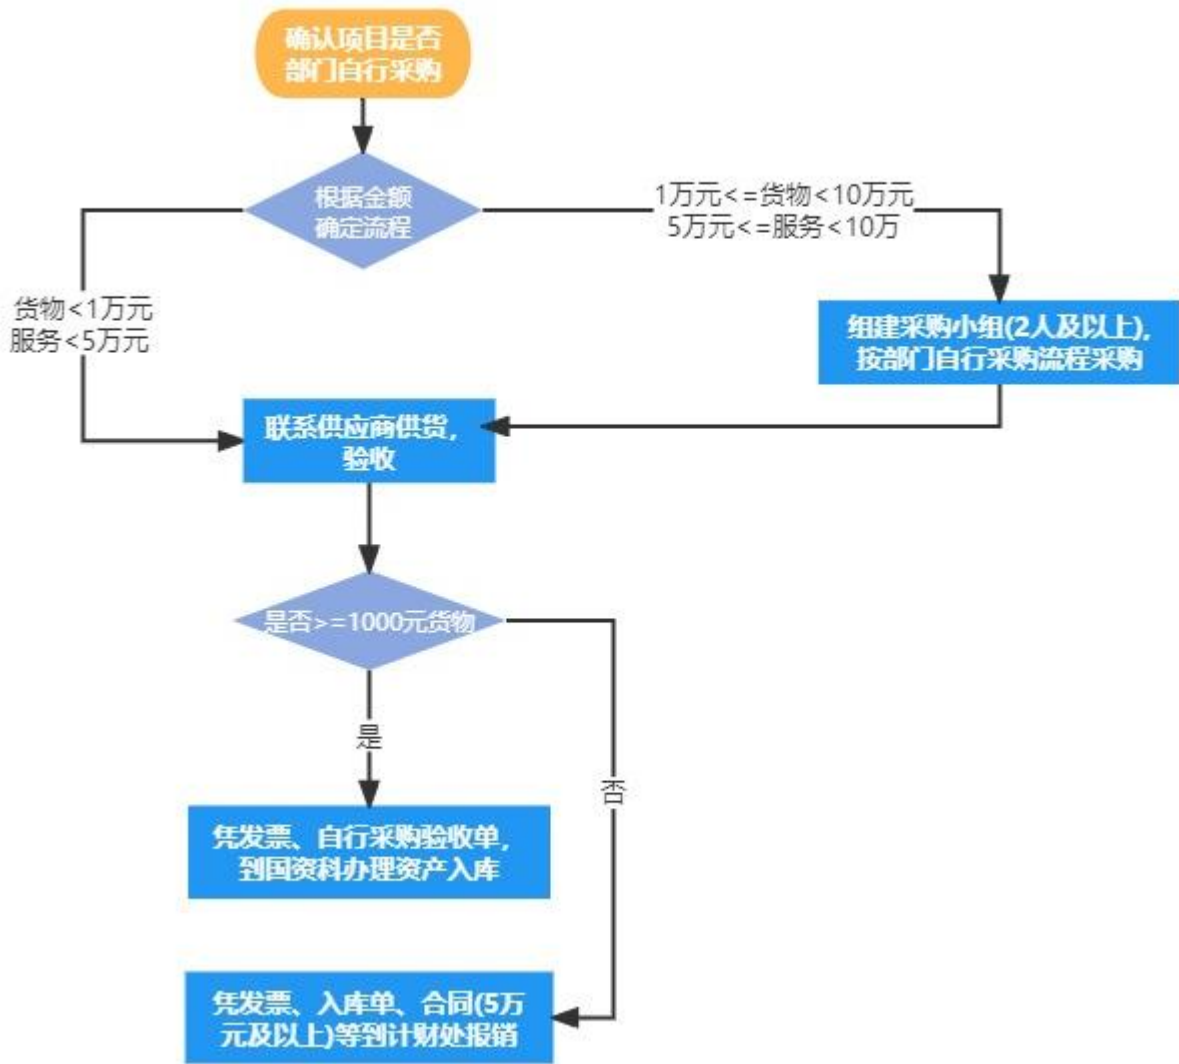 确认项目是否
部门自行采购
根据金额
确定流程
1万元<=货物<10万元
5万元<=服务<10万
货物<1万元
服务<5万元
组建采购小组(2人及以上),
按部门自行采购流程采购
联系供应商供货,
验收
是否>=1000元货物
是
否
凭发票、自行采购验收单,
到国资科办理资产入库
凭发票、入库单、合同(5万
元及以上)等到计财处报销